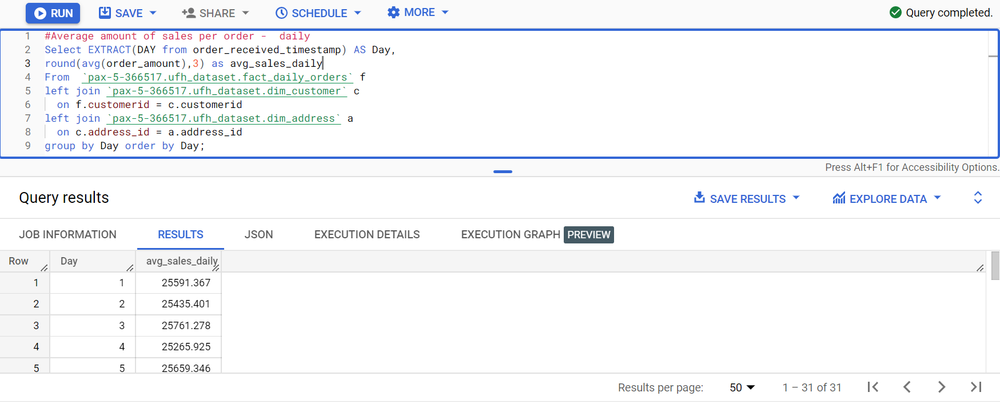 RUN SAVE SHARE SCHEDULE MORE Query completed.
1 #Average amount of sales per order -  daily
2 Select EXTRACT(DAY from order_received_timestamp) AS Day,
3 round(avg(order_amount),3) as avg_sales_daily
4 From  `pax-5-366517.ufh_dataset.fact_daily_orders` f
5 left join `pax-5-366517.ufh_dataset.dim_customer` c
6   on f.customerid = c.customerid
7 left join `pax-5-366517.ufh_dataset.dim_address` a
8   on c.address_id = a.address_id
9 group by Day order by Day;
Press Alt+F1 for Accessibility Options.
Query results SAVE RESULTS EXPLORE DATA
JOB INFORMATION RESULTS JSON EXECUTION DETAILS EXECUTION GRAPH PREVIEW
Row Day avg_sales_daily
1 1 25591.367
2 2 25435.401
3 3 25761.278
4 4 25265.925
5 5 25659.346
Results per page: 50 1 – 31 of 31